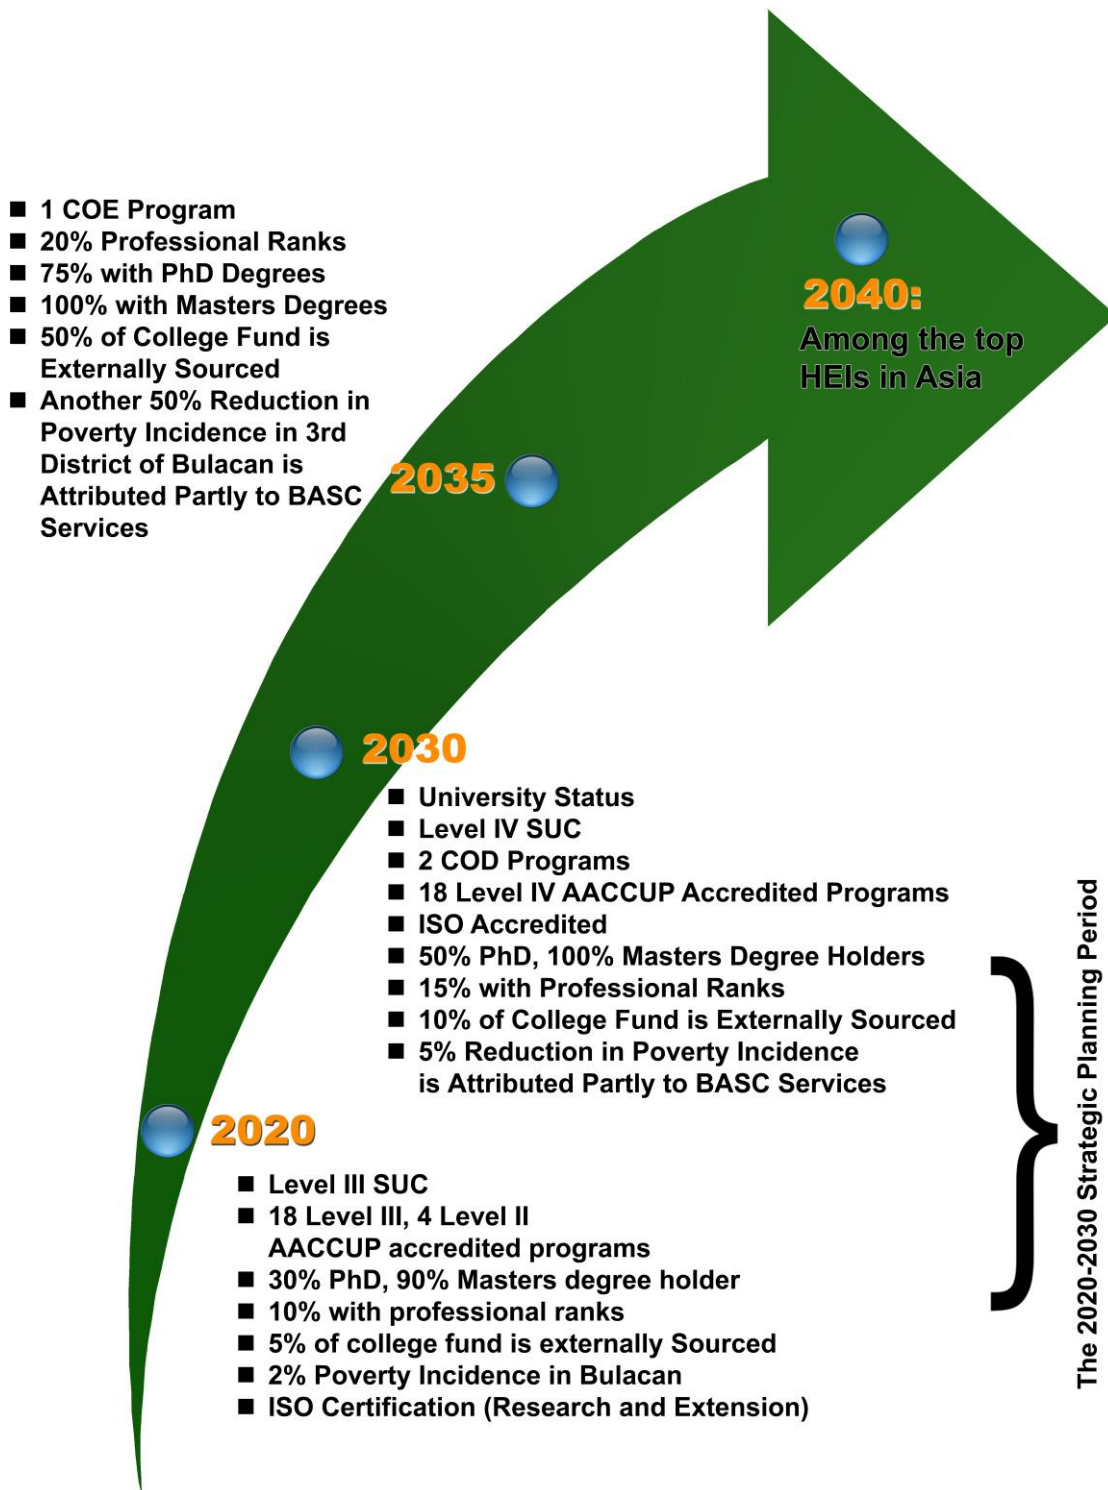 ■ 1 COE Program
■ 20% Professional Ranks
■ 75% with PhD Degrees
■ 100% with Masters Degrees
■ 50% of College Fund is
Externally Sourced
■ Another 50% Reduction in
Poverty Incidence in 3rd
District of Bulacan is
Attributed Partly to BASC
Services
2040:
Among the top
HEIs in Asia
2035
2030
■ University Status
■ Level IV SUC
■ 2 COD Programs
■ 18 Level IV AACCUP Accredited Programs
■ ISO Accredited
■ 50% PhD, 100% Masters Degree Holders
■ 15% with Professional Ranks
■ 10% of College Fund is Externally Sourced
■ 5% Reduction in Poverty Incidence
is Attributed Partly to BASC Services
2020
■ Level III SUC
■ 18 Level III, 4 Level II
AACCUP accredited programs
■ 30% PhD, 90% Masters degree holder
■ 10% with professional ranks
■ 5% of college fund is externally Sourced
■ 2% Poverty Incidence in Bulacan
■ ISO Certification (Research and Extension)
The 2020-2030 Strategic Planning Period